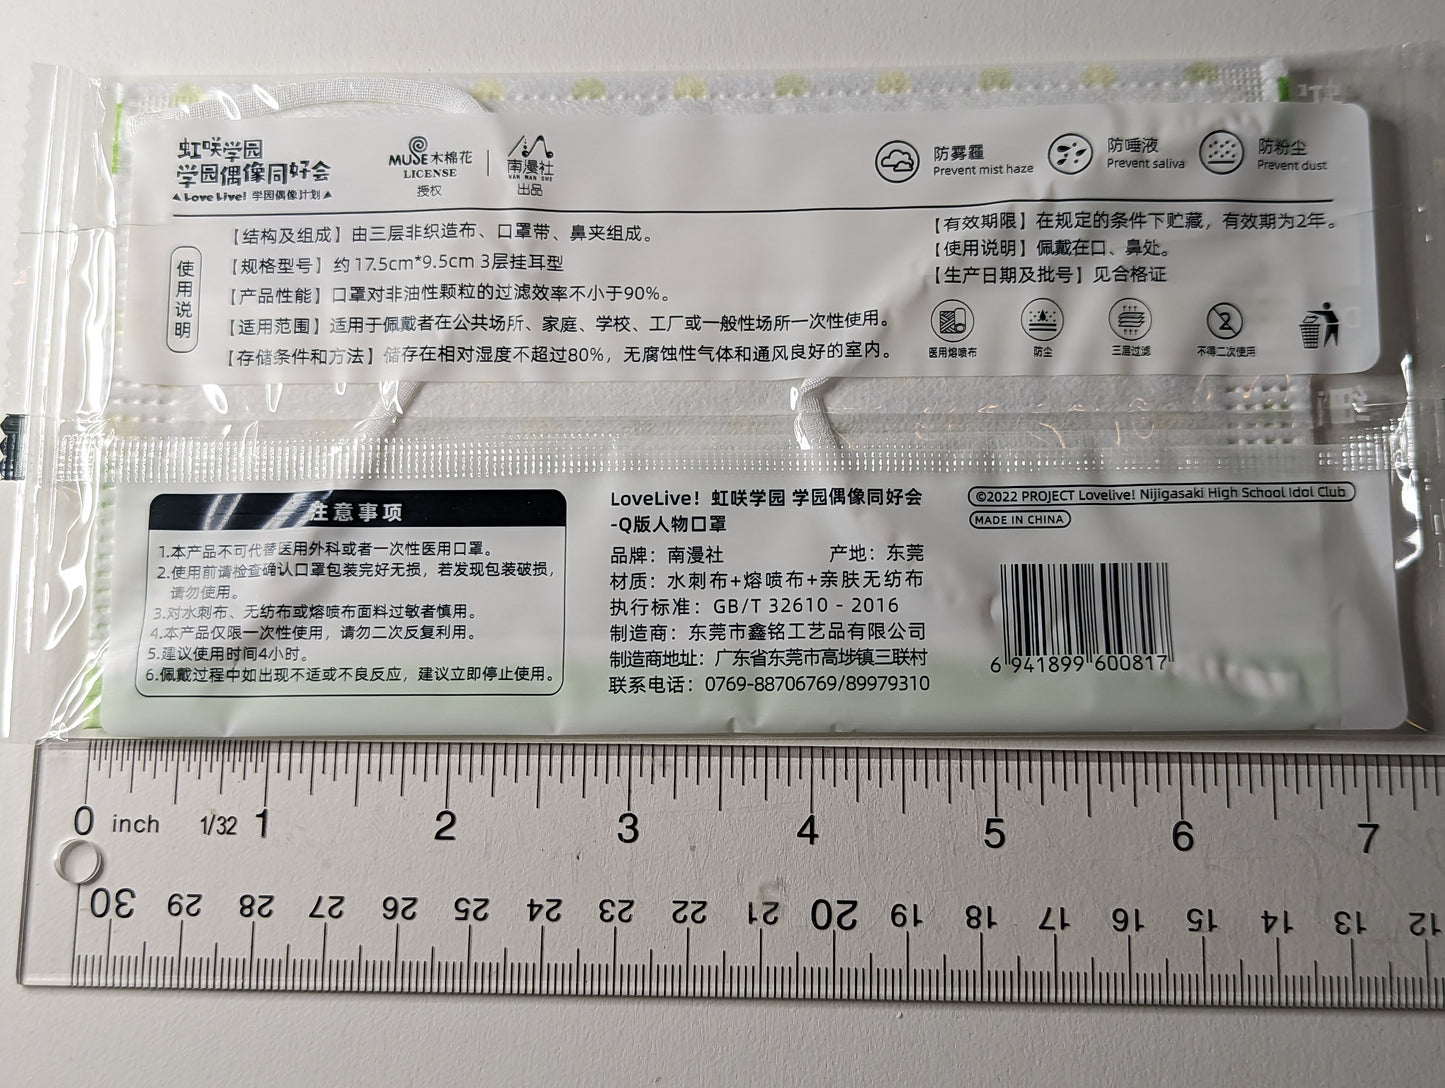 虹咲学园
学园偶像同好会
Love Live! 学园偶像计划
MUSE木棉花
LICENSE
授权
南漫社
NAN MAN SHE
出品
防雾霾
Prevent mist haze
防唾液
Prevent saliva
防粉尘
Prevent dust
使用说明
【结构及组成】由三层非织造布、口罩带、鼻夹组成。
【规格型号】约17.5cm*9.5cm 3层挂耳型
【产品性能】口罩对非油性颗粒的过滤效率不小于90%。
【适用范围】适用于佩戴者在公共场所、家庭、学校、工厂或一般性场所一次性使用。
【存储条件和方法】储存在相对湿度不超过80%，无腐蚀性气体和通风良好的室内。
【有效期限】在规定的条件下贮藏，有效期为2年。
【使用说明】佩戴在口、鼻处。
【生产日期及批号】见合格证
医用熔喷布
防尘
三层过滤
2
不得二次使用
注意事项
1.本产品不可代替医用外科或者一次性医用口罩。
2.使用前请检查确认口罩包装完好无损，若发现包装破损，
请勿使用。
3.对水刺布、无纺布或熔喷布面料过敏者慎用。
4.本产品仅限一次性使用，请勿二次反复利用。
5.建议使用时间4小时。
6.佩戴过程中如出现不适或不良反应，建议立即停止使用。
LoveLive！虹咲学园 学园偶像同好会
-Q版人物口罩
品牌：南漫社 产地：东莞
材质：水刺布+熔喷布+亲肤无纺布
执行标准：GB/T 32610 - 2016
制造商：东莞市鑫铭工艺品有限公司
制造商地址：广东省东莞市高埗镇三联村
联系电话：0769-88706769/89979310
©2022 PROJECT Lovelive! Nijigasaki High School Idol Club
MADE IN CHINA
6 941899 600817
0 inch 1/32 1 2 3 4 5 6 7
30 29 28 27 26 25 24 23 22 21 20 19 18 17 16 15 14 13 12